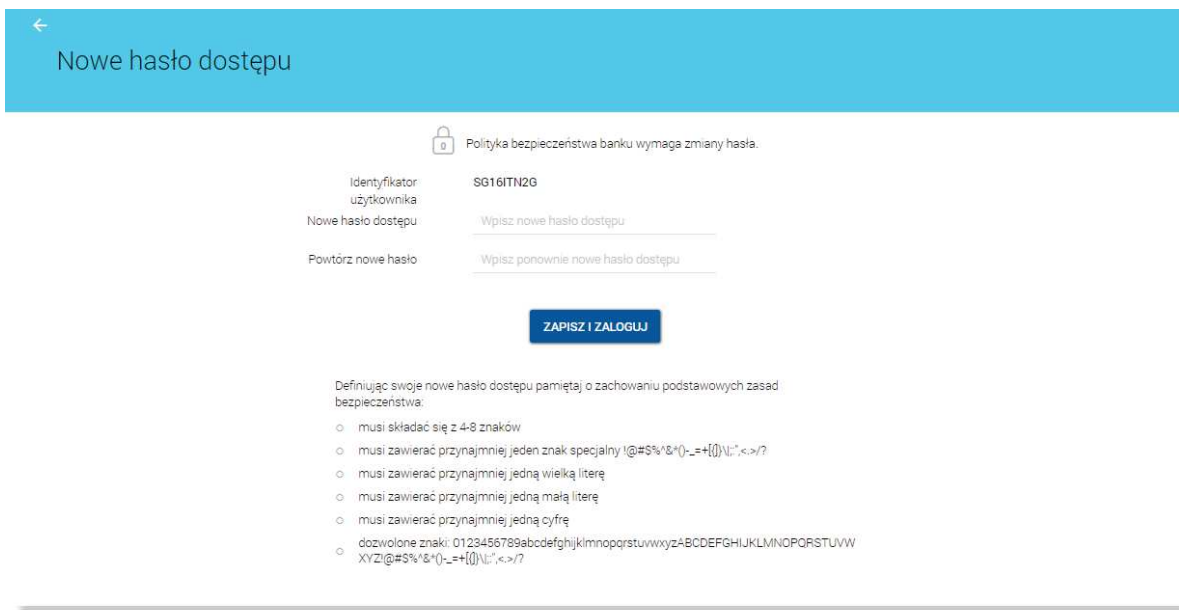 Nowe hasło dostępu
Polityka bezpieczeństwa banku wymaga zmiany hasła.
Identyfikator
użytkownika
SG16ITN2G
Nowe hasło dostępu
Wpisz nowe hasło dostępu
Powtórz nowe hasło
Wpisz ponownie nowe hasło dostępu
ZAPISZ I ZALOGUJ
Definiując swoje nowe hasło dostępu pamiętaj o zachowaniu podstawowych zasad
bezpieczeństwa:
musi składać się z 4-8 znaków
musi zawierać przynajmniej jeden znak specjalny !@#$%^&*()-_=+[{]}\|;:",<.>/?
musi zawierać przynajmniej jedną wielką literę
musi zawierać przynajmniej jedną małą literę
musi zawierać przynajmniej jedną cyfrę
dozwolone znaki: 0123456789abcdefghijklmnopqrstuvwxyzABCDEFGHIJKLMNOPQRSTUVW
XYZ!@#$%^&*()-_=+[{]}\|;:",<.>/?